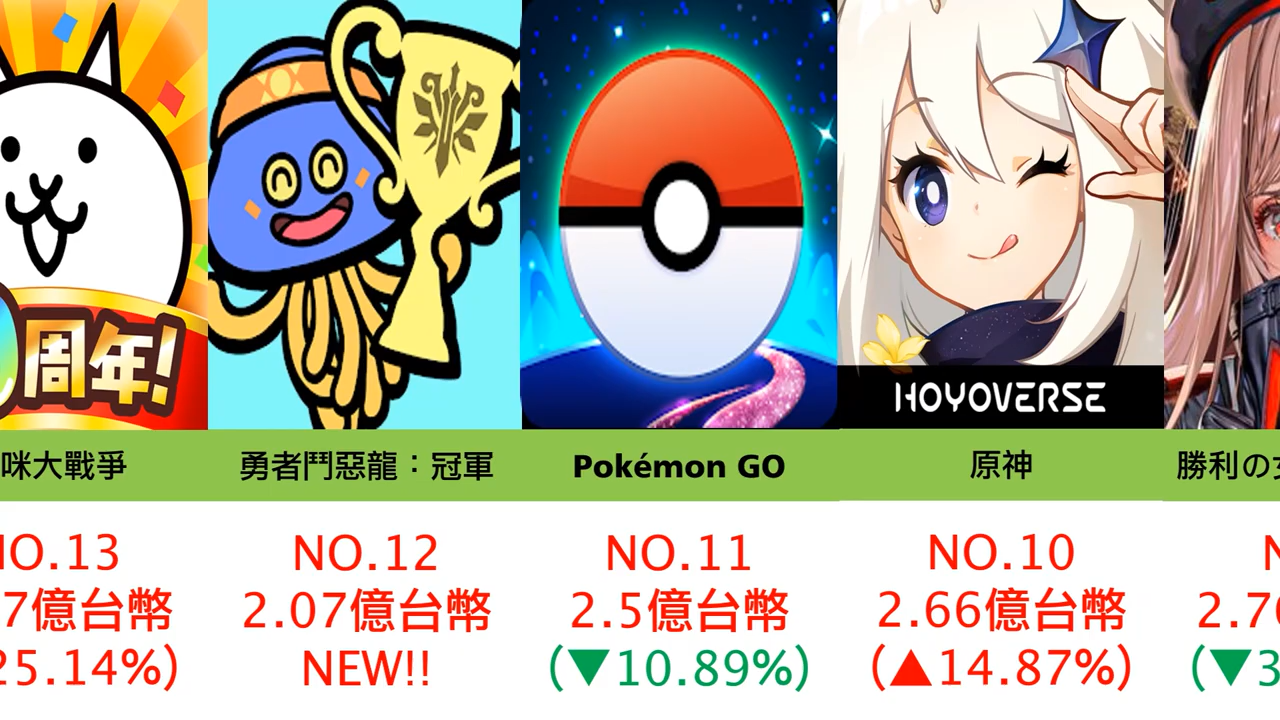 周年!
HOYOVERSE
咪大戰爭
勇者鬥惡龍：冠軍
Pokémon GO
原神
勝利の
NO.13
NO.12
NO.11
NO.10
7億台幣
2.07億台幣
2.5億台幣
2.66億台幣
2.7
25.14%)
NEW!!
(▼10.89%)
(▲14.87%)
(▼3